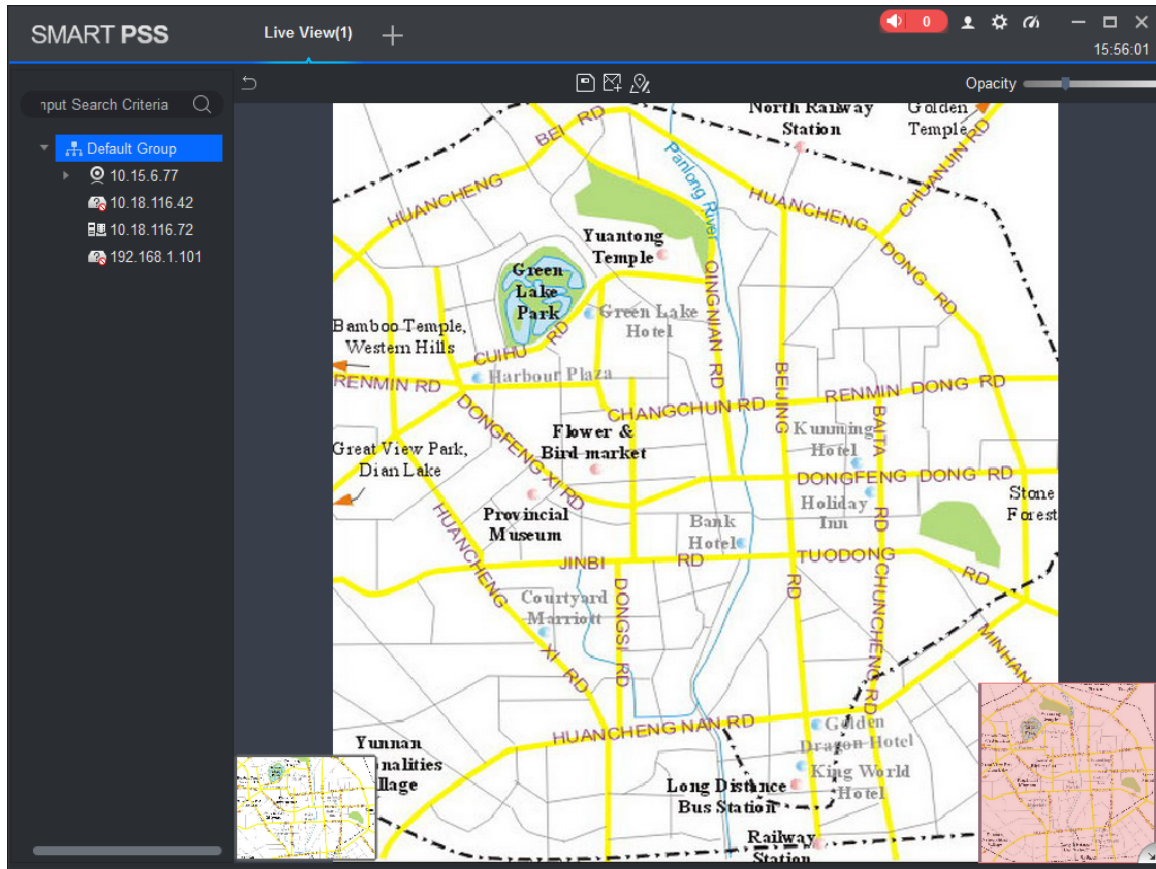 SMART PSS
Live View(1)
0
15:56:01
nput Search Criteria
Opacity
Default Group
10.15.6.77
10.18.116.42
10.18.116.72
192.168.1.101
North Railway
Station
Golden
Temple
BEI RD
HUANCHENG
Panlong River
HUANCHENG
DONG
RD
CHUANJIN RD
Yuantong
Temple
Green
Lake
Park
Green Lake
Hotel
QINGNIAN
RD
Bamboo Temple,
Western Hills
CUIHU RD
Harbour Plaza
RENMIN RD
CHANGCHUN RD
BEIJING
RD
RENMIN DONG RD
BAITA
RD
DONGFENG XI RD
Flower &
Bird market
Kunming
Hotel
Great View Park,
Dian Lake
DONGFENG DONG RD
Stone
Forest
Holiday
Inn
Provincial
Museum
Bank
Hotel
HUANCHENG
XI
RD
JINBI RD
TUODONG
RD
Courtyard
Marriott
DONGSI RD
CHUNCHENG RD
MINHAN
HUANCHENG NAN RD
Golden
Dragon Hotel
Yunnan
onalities
llage
King World
Hotel
Long Distance
Bus Station
Railway
Station